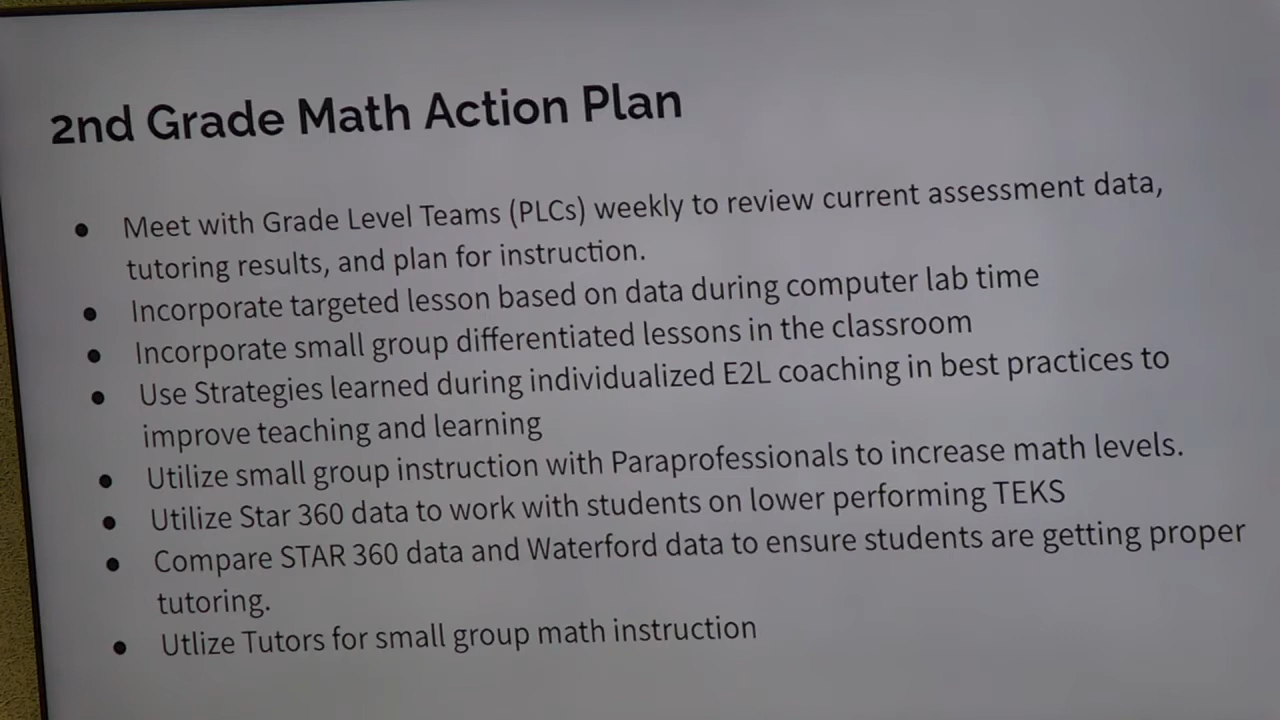 2nd Grade Math Action Plan
● Meet with Grade Level Teams (PLCs) weekly to review current assessment data,
tutoring results, and plan for instruction.
● Incorporate targeted lesson based on data during computer lab time
● Incorporate small group differentiated lessons in the classroom
● Use Strategies learned during individualized E2L coaching in best practices to
improve teaching and learning
● Utilize small group instruction with Paraprofessionals to increase math levels.
● Utilize Star 360 data to work with students on lower performing TEKS
● Compare STAR 360 data and Waterford data to ensure students are getting proper
tutoring.
● Utlize Tutors for small group math instruction